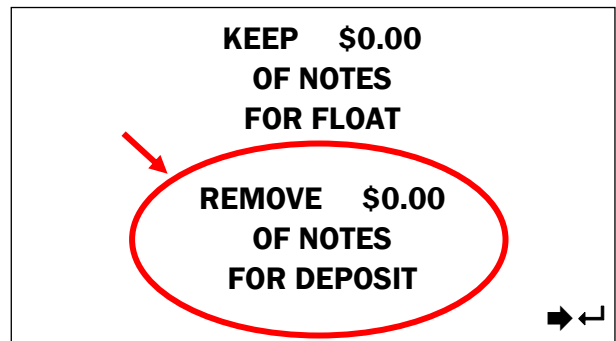 KEEP $0.00
OF NOTES
FOR FLOAT
REMOVE $0.00
OF NOTES
FOR DEPOSIT